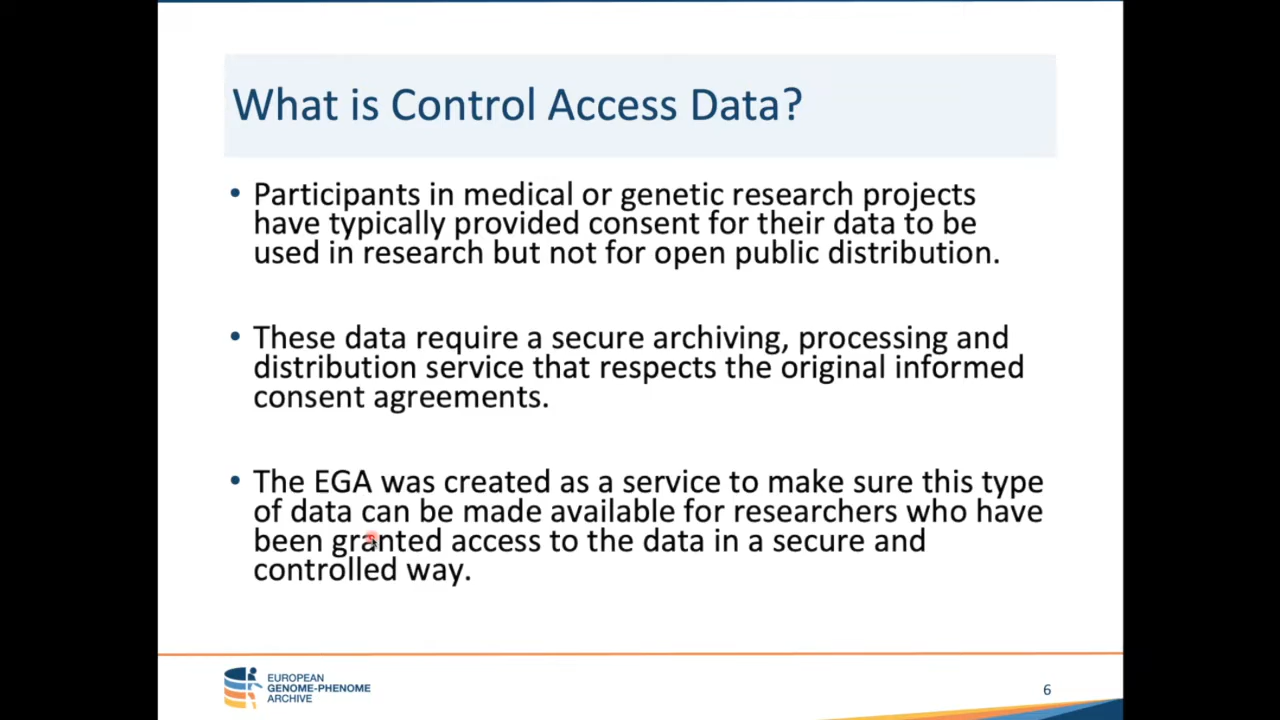 What is Control Access Data?
• Participants in medical or genetic research projects
have typically provided consent for their data to be
used in research but not for open public distribution.
• These data require a secure archiving, processing and
distribution service that respects the original informed
consent agreements.
• The EGA was created as a service to make sure this type
of data can be made available for researchers who have
been granted access to the data in a secure and
controlled way.
EUROPEAN
GENOME-PHENOME
ARCHIVE
6